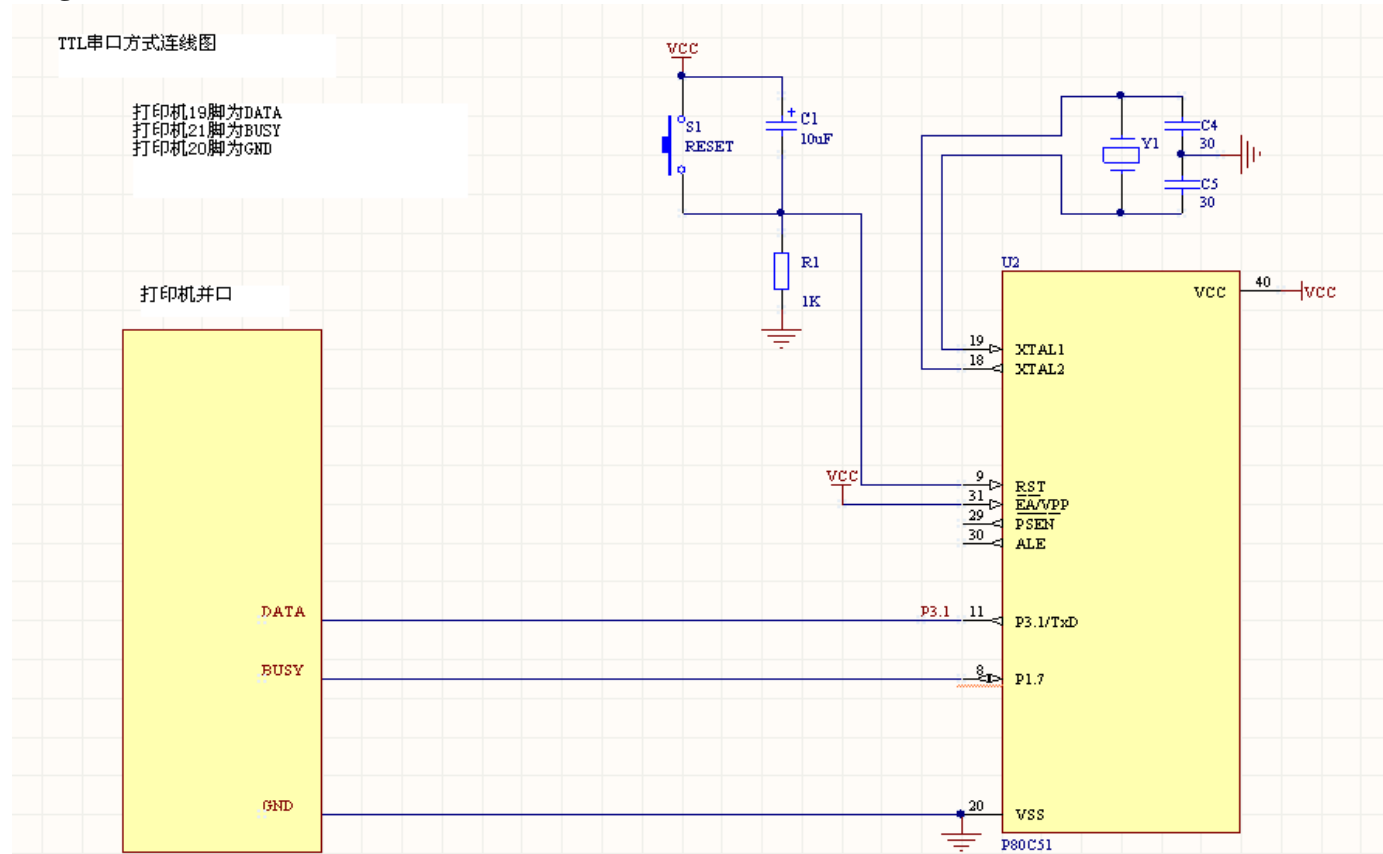 TTL串口方式连线图
打印机19脚为DATA
打印机21脚为BUSY
打印机20脚为GND
VCC
S1
RESET
C1
10uF
R1
1K
C4
30
Y1
C5
30
打印机并口
U2
VCC
40
VCC
19
XTAL1
18
XTAL2
VCC
9
RST
31
EA/VPP
29
PSEN
30
ALE
DATA
P3.1
11
P3.1/TxD
BUSY
8
P1.7
GND
20
VSS
P80C51